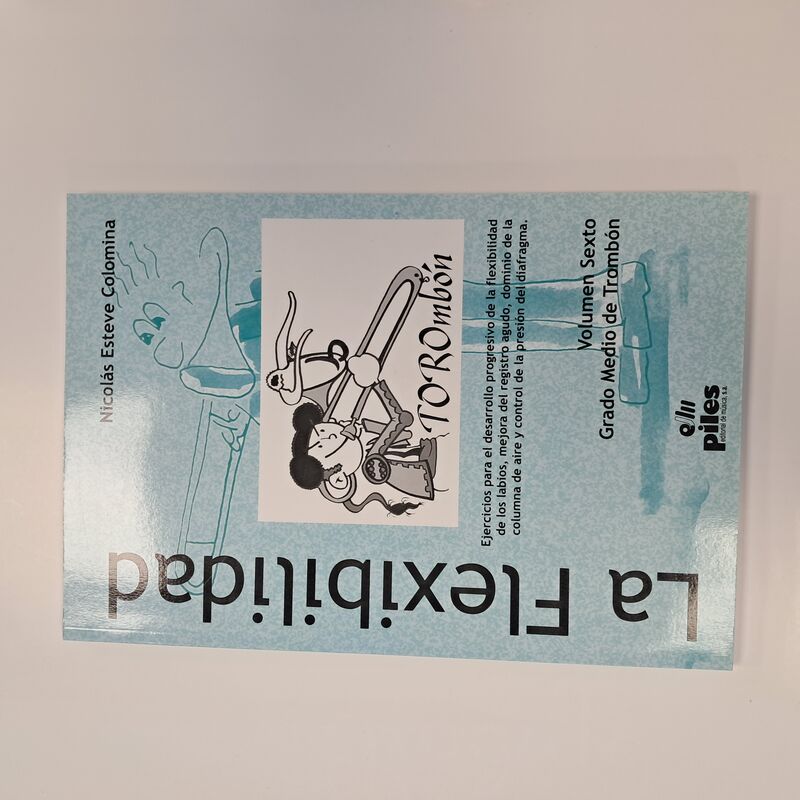 Nicolás Esteve Colomina
La Flexibilidad
TOROmbón
Ejercicios para el desarrollo progresivo de la flexibilidad
de los labios, mejora del registro agudo, dominio de la
columna de aire y control de la presión del diafragma.
Volumen Sexto
Grado Medio de Trombón
piles
editorial de música, s.a.